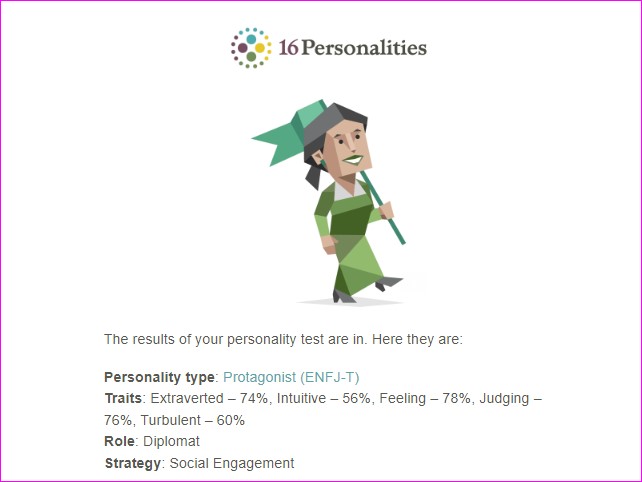 16Personalities
The results of your personality test are in. Here they are:
Personality type: Protagonist (ENFJ-T)
Traits: Extraverted – 74%, Intuitive – 56%, Feeling – 78%, Judging –
76%, Turbulent – 60%
Role: Diplomat
Strategy: Social Engagement